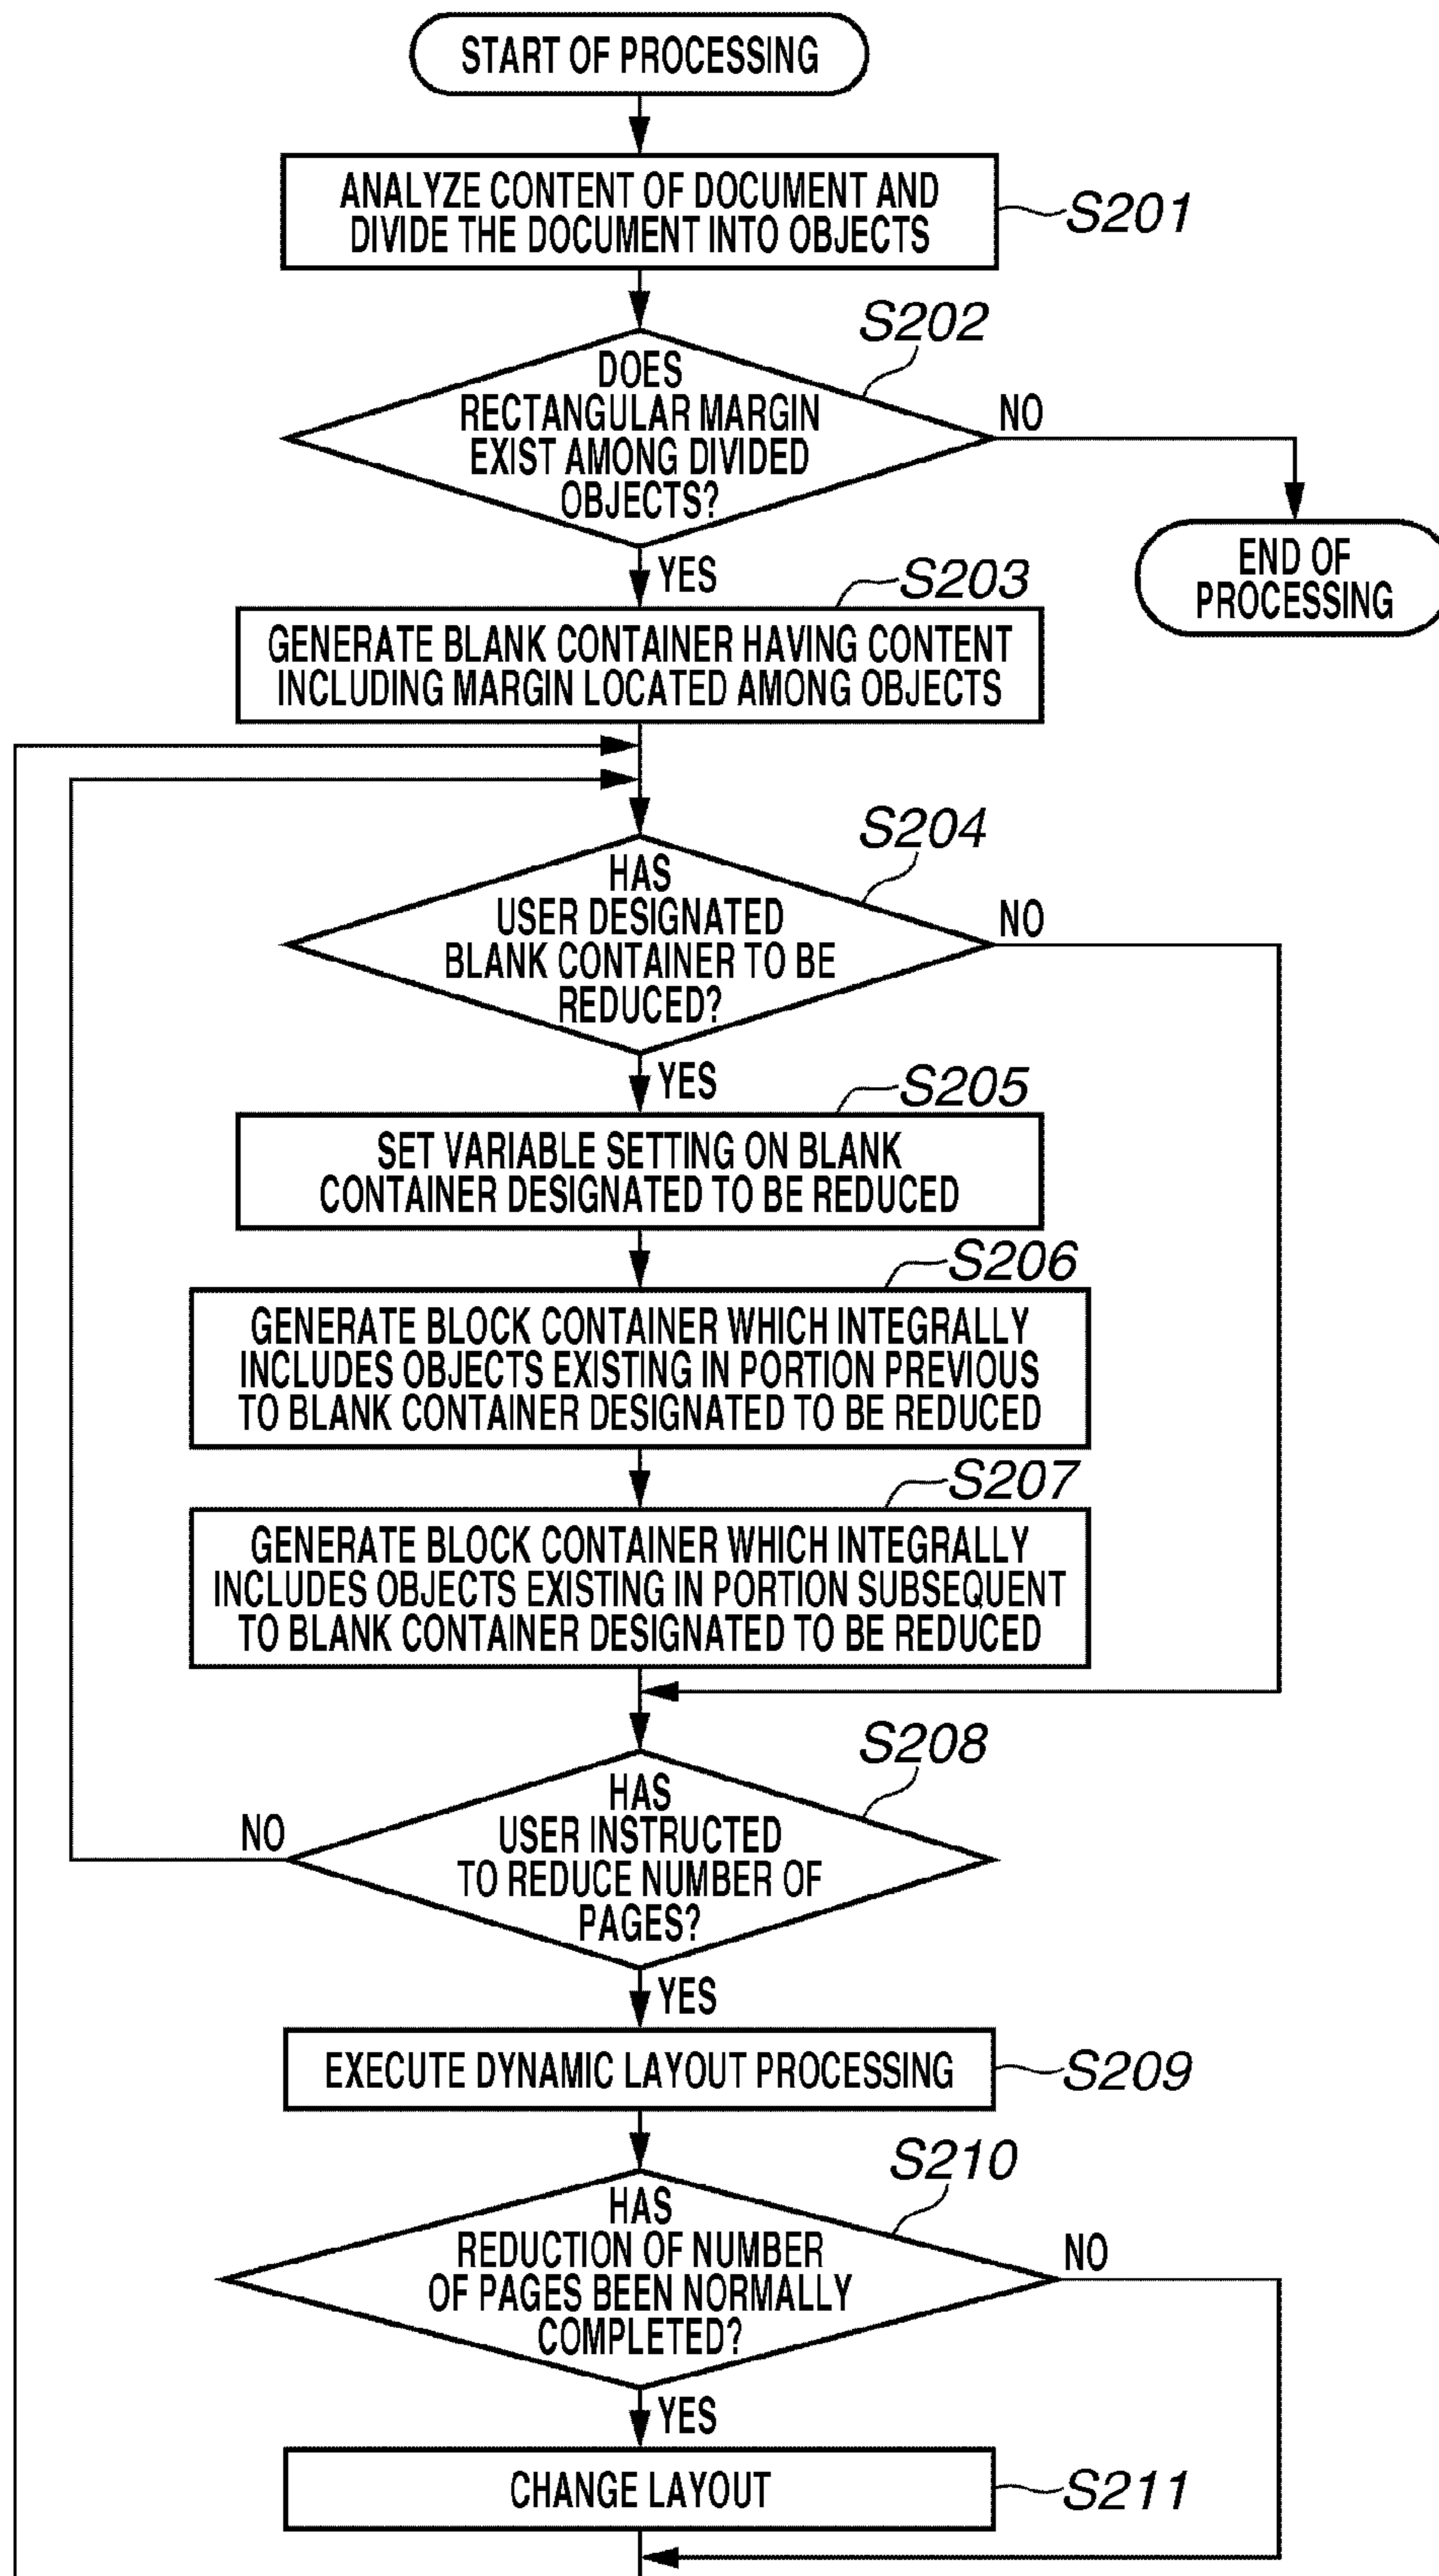 START OF PROCESSING
ANALYZE CONTENT OF DOCUMENT AND
DIVIDE THE DOCUMENT INTO OBJECTS
S201
S202
DOES
RECTANGULAR MARGIN
EXIST AMONG DIVIDED
OBJECTS?
NO
END OF
PROCESSING
YES
S203
GENERATE BLANK CONTAINER HAVING CONTENT
INCLUDING MARGIN LOCATED AMONG OBJECTS
S204
HAS
USER DESIGNATED
BLANK CONTAINER TO BE
REDUCED?
NO
YES
S205
SET VARIABLE SETTING ON BLANK
CONTAINER DESIGNATED TO BE REDUCED
S206
GENERATE BLOCK CONTAINER WHICH INTEGRALLY
INCLUDES OBJECTS EXISTING IN PORTION PREVIOUS
TO BLANK CONTAINER DESIGNATED TO BE REDUCED
S207
GENERATE BLOCK CONTAINER WHICH INTEGRALLY
INCLUDES OBJECTS EXISTING IN PORTION SUBSEQUENT
TO BLANK CONTAINER DESIGNATED TO BE REDUCED
S208
HAS
USER INSTRUCTED
TO REDUCE NUMBER OF
PAGES?
NO
YES
EXECUTE DYNAMIC LAYOUT PROCESSING
S209
S210
HAS
REDUCTION OF NUMBER
OF PAGES BEEN NORMALLY
COMPLETED?
NO
YES
CHANGE LAYOUT
S211